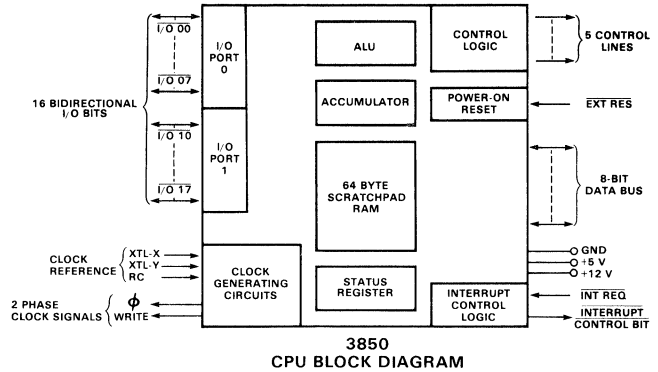 16 BIDIRECTIONAL
I/O BITS
I/O 00
I/O 07
I/O 10
I/O 17
I/O
PORT
0
I/O
PORT
1
ALU
ACCUMULATOR
64 BYTE
SCRATCHPAD
RAM
STATUS
REGISTER
CONTROL
LOGIC
5 CONTROL
LINES
POWER-ON
RESET
EXT RES
8-BIT
DATA BUS
GND
+5 V
+12 V
CLOCK
REFERENCE
XTL-X
XTL-Y
RC
CLOCK
GENERATING
CIRCUITS
2 PHASE
CLOCK SIGNALS
ϕ
WRITE
INTERRUPT
CONTROL
LOGIC
INT REQ
INTERRUPT
CONTROL BIT
3850
CPU BLOCK DIAGRAM